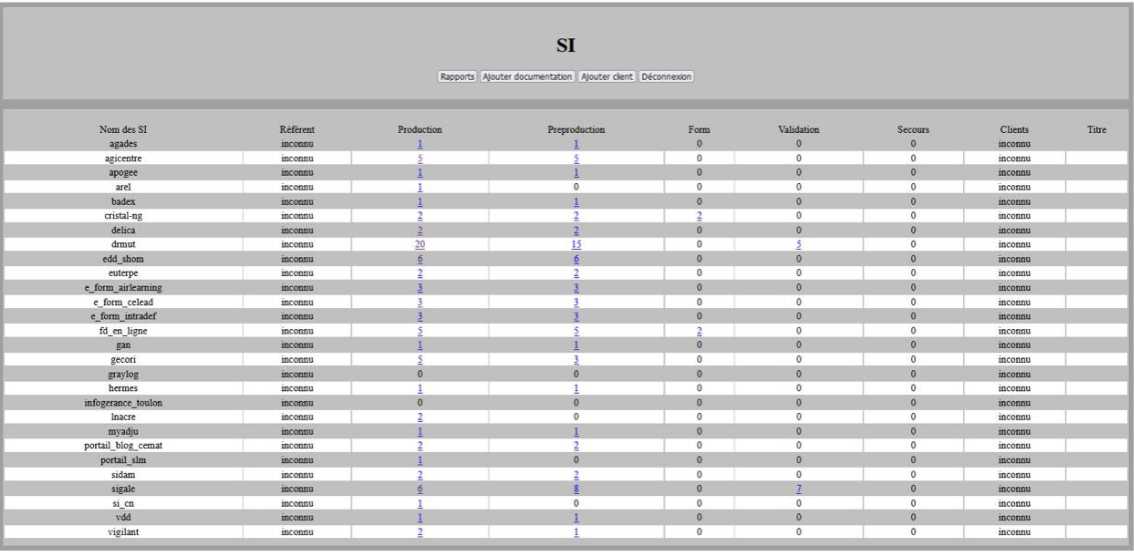 SI
Rapports Ajouter documentation Ajouter client Déconnexion
Nom des SI Référent Production Preproduction Form Validation Secours Clients Titre
agades inconnu 1 1 0 0 0 inconnu
agicentre inconnu 5 5 0 0 0 inconnu
apogee inconnu 1 1 0 0 0 inconnu
arel inconnu 1 0 0 0 0 inconnu
badex inconnu 1 1 0 0 0 inconnu
cristal-ng inconnu 2 2 2 0 0 inconnu
delica inconnu 2 2 0 0 0 inconnu
drmut inconnu 20 15 0 5 0 inconnu
edd_shom inconnu 6 6 0 0 0 inconnu
euterpe inconnu 2 2 0 0 0 inconnu
e_form_airlearning inconnu 3 3 0 0 0 inconnu
e_form_celead inconnu 3 3 0 0 0 inconnu
e_form_intradef inconnu 3 3 0 0 0 inconnu
fd_en_ligne inconnu 5 5 2 0 0 inconnu
gan inconnu 1 1 0 0 0 inconnu
gecori inconnu 5 3 0 0 0 inconnu
graylog inconnu 0 0 0 0 0 inconnu
hermes inconnu 1 1 0 0 0 inconnu
infogerance_toulon inconnu 0 0 0 0 0 inconnu
lnacre inconnu 2 0 0 0 0 inconnu
myadju inconnu 1 1 0 0 0 inconnu
portail_blog_cemat inconnu 2 2 0 0 0 inconnu
portail_slm inconnu 1 0 0 0 0 inconnu
sidam inconnu 2 2 0 0 0 inconnu
sigale inconnu 6 8 0 7 0 inconnu
si_cn inconnu 1 0 0 0 0 inconnu
vdd inconnu 1 1 0 0 0 inconnu
vigilant inconnu 2 1 0 0 0 inconnu